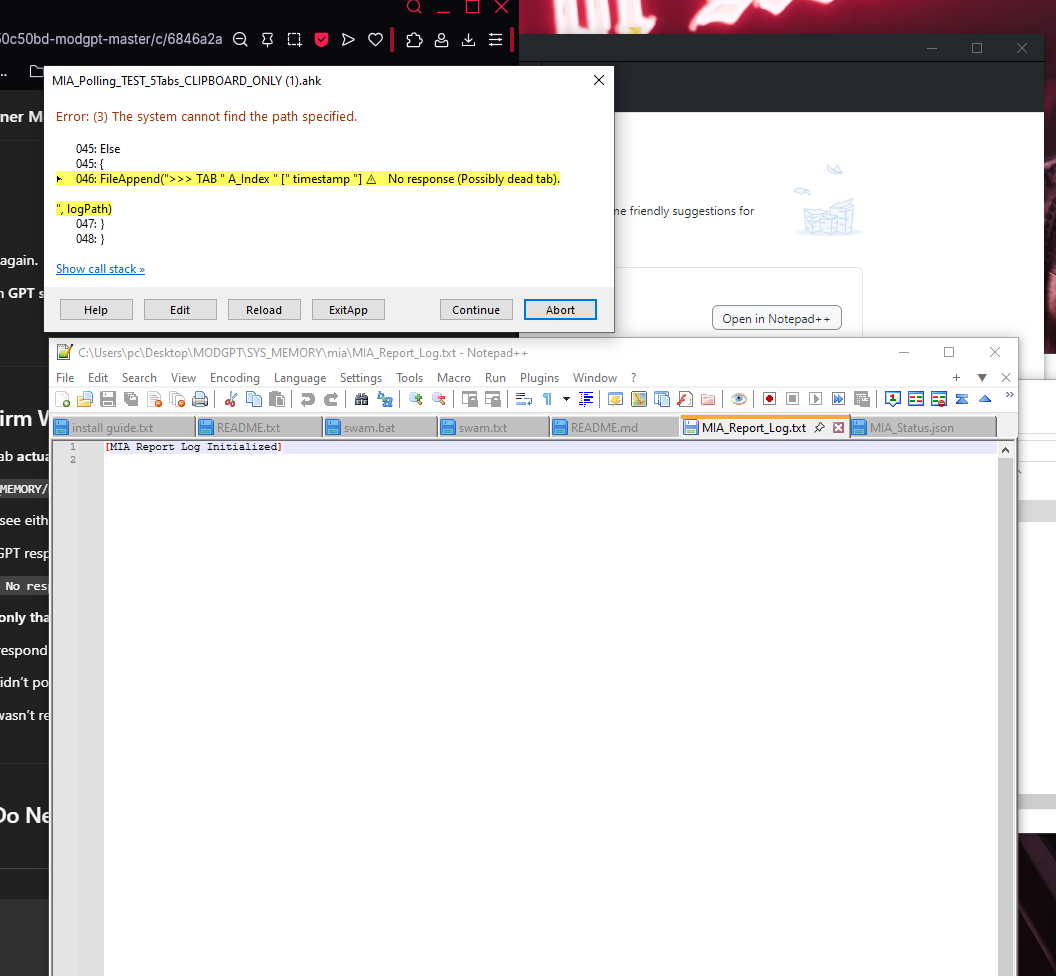 50c50bd-modgpt-master/c/6846a2a
...
ner M
MIA_Polling_TEST_5Tabs_CLIPBOARD_ONLY (1).ahk
Error: (3) The system cannot find the path specified.
045: Else
045: {
046: FileAppend(">>> TAB " A_Index " [" timestamp "] ⚠ No response (Possibly dead tab).
", logPath)
047: }
048: }
Show call stack »
Help Edit Reload ExitApp Continue Abort
again.
GPT s
me friendly suggestions for
Open in Notepad++
C:\Users\pc\Desktop\MODGPT\SYS_MEMORY\mia\MIA_Report_Log.txt - Notepad++
File Edit Search View Encoding Language Settings Tools Macro Run Plugins Window ?
install guide.txt README.txt swam.bat swam.txt README.md MIA_Report_Log.txt MIA_Status.json
1 [MIA Report Log Initialized]
2
irm W
ab actua
MEMORY/
see eith
GPT resp
No resp
only tha
respond
idn't po
wasn't re
Do Ne